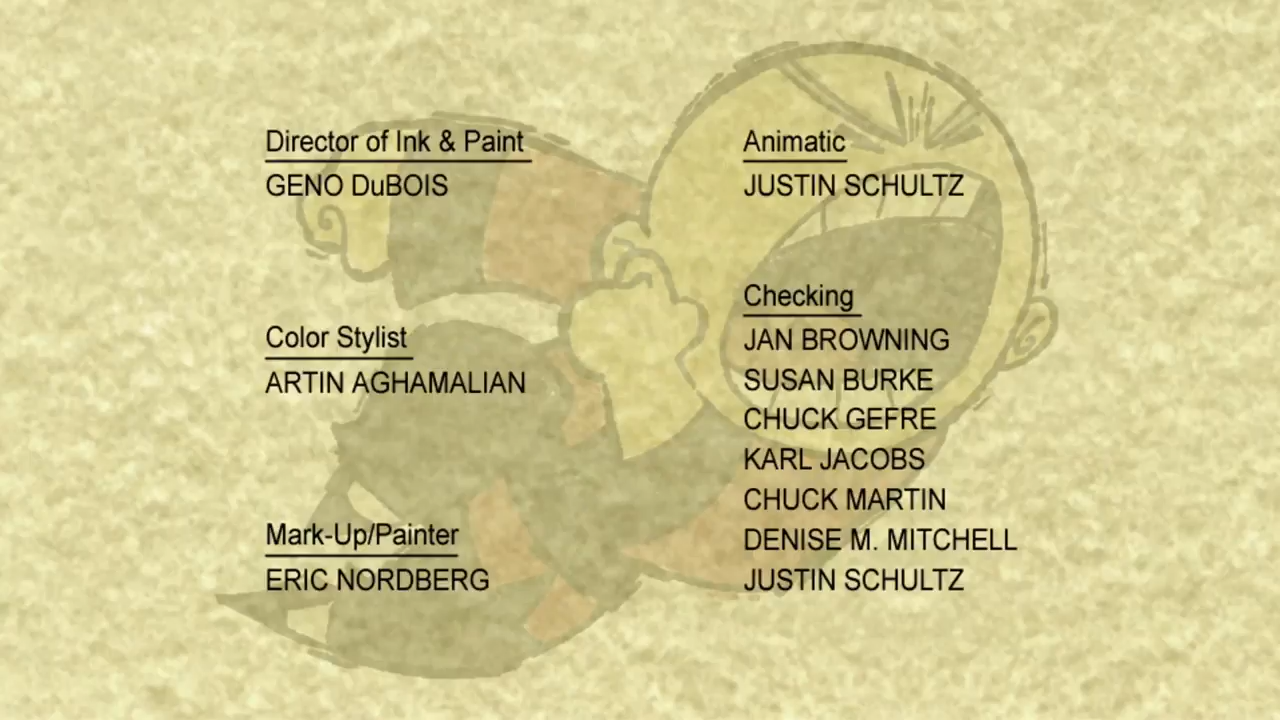 Director of Ink & Paint
GENO DuBOIS
Color Stylist
ARTIN AGHAMALIAN
Mark-Up/Painter
ERIC NORDBERG
Animatic
JUSTIN SCHULTZ
Checking
JAN BROWNING
SUSAN BURKE
CHUCK GEFRE
KARL JACOBS
CHUCK MARTIN
DENISE M. MITCHELL
JUSTIN SCHULTZ